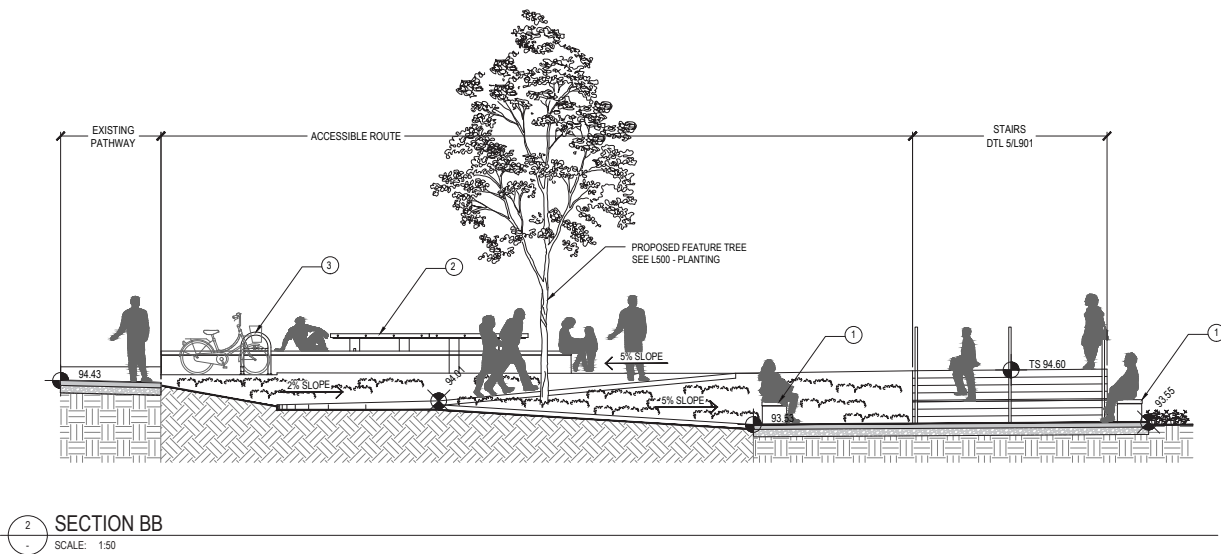 EXISTING
PATHWAY
ACCESSIBLE ROUTE
STAIRS
DTL 5/L901
PROPOSED FEATURE TREE
SEE L500 - PLANTING
3
2
1
1
94.43
2% SLOPE
94.01
5% SLOPE
5% SLOPE
93.53
TS 94.60
93.55
2
-
SECTION BB
SCALE: 1:50